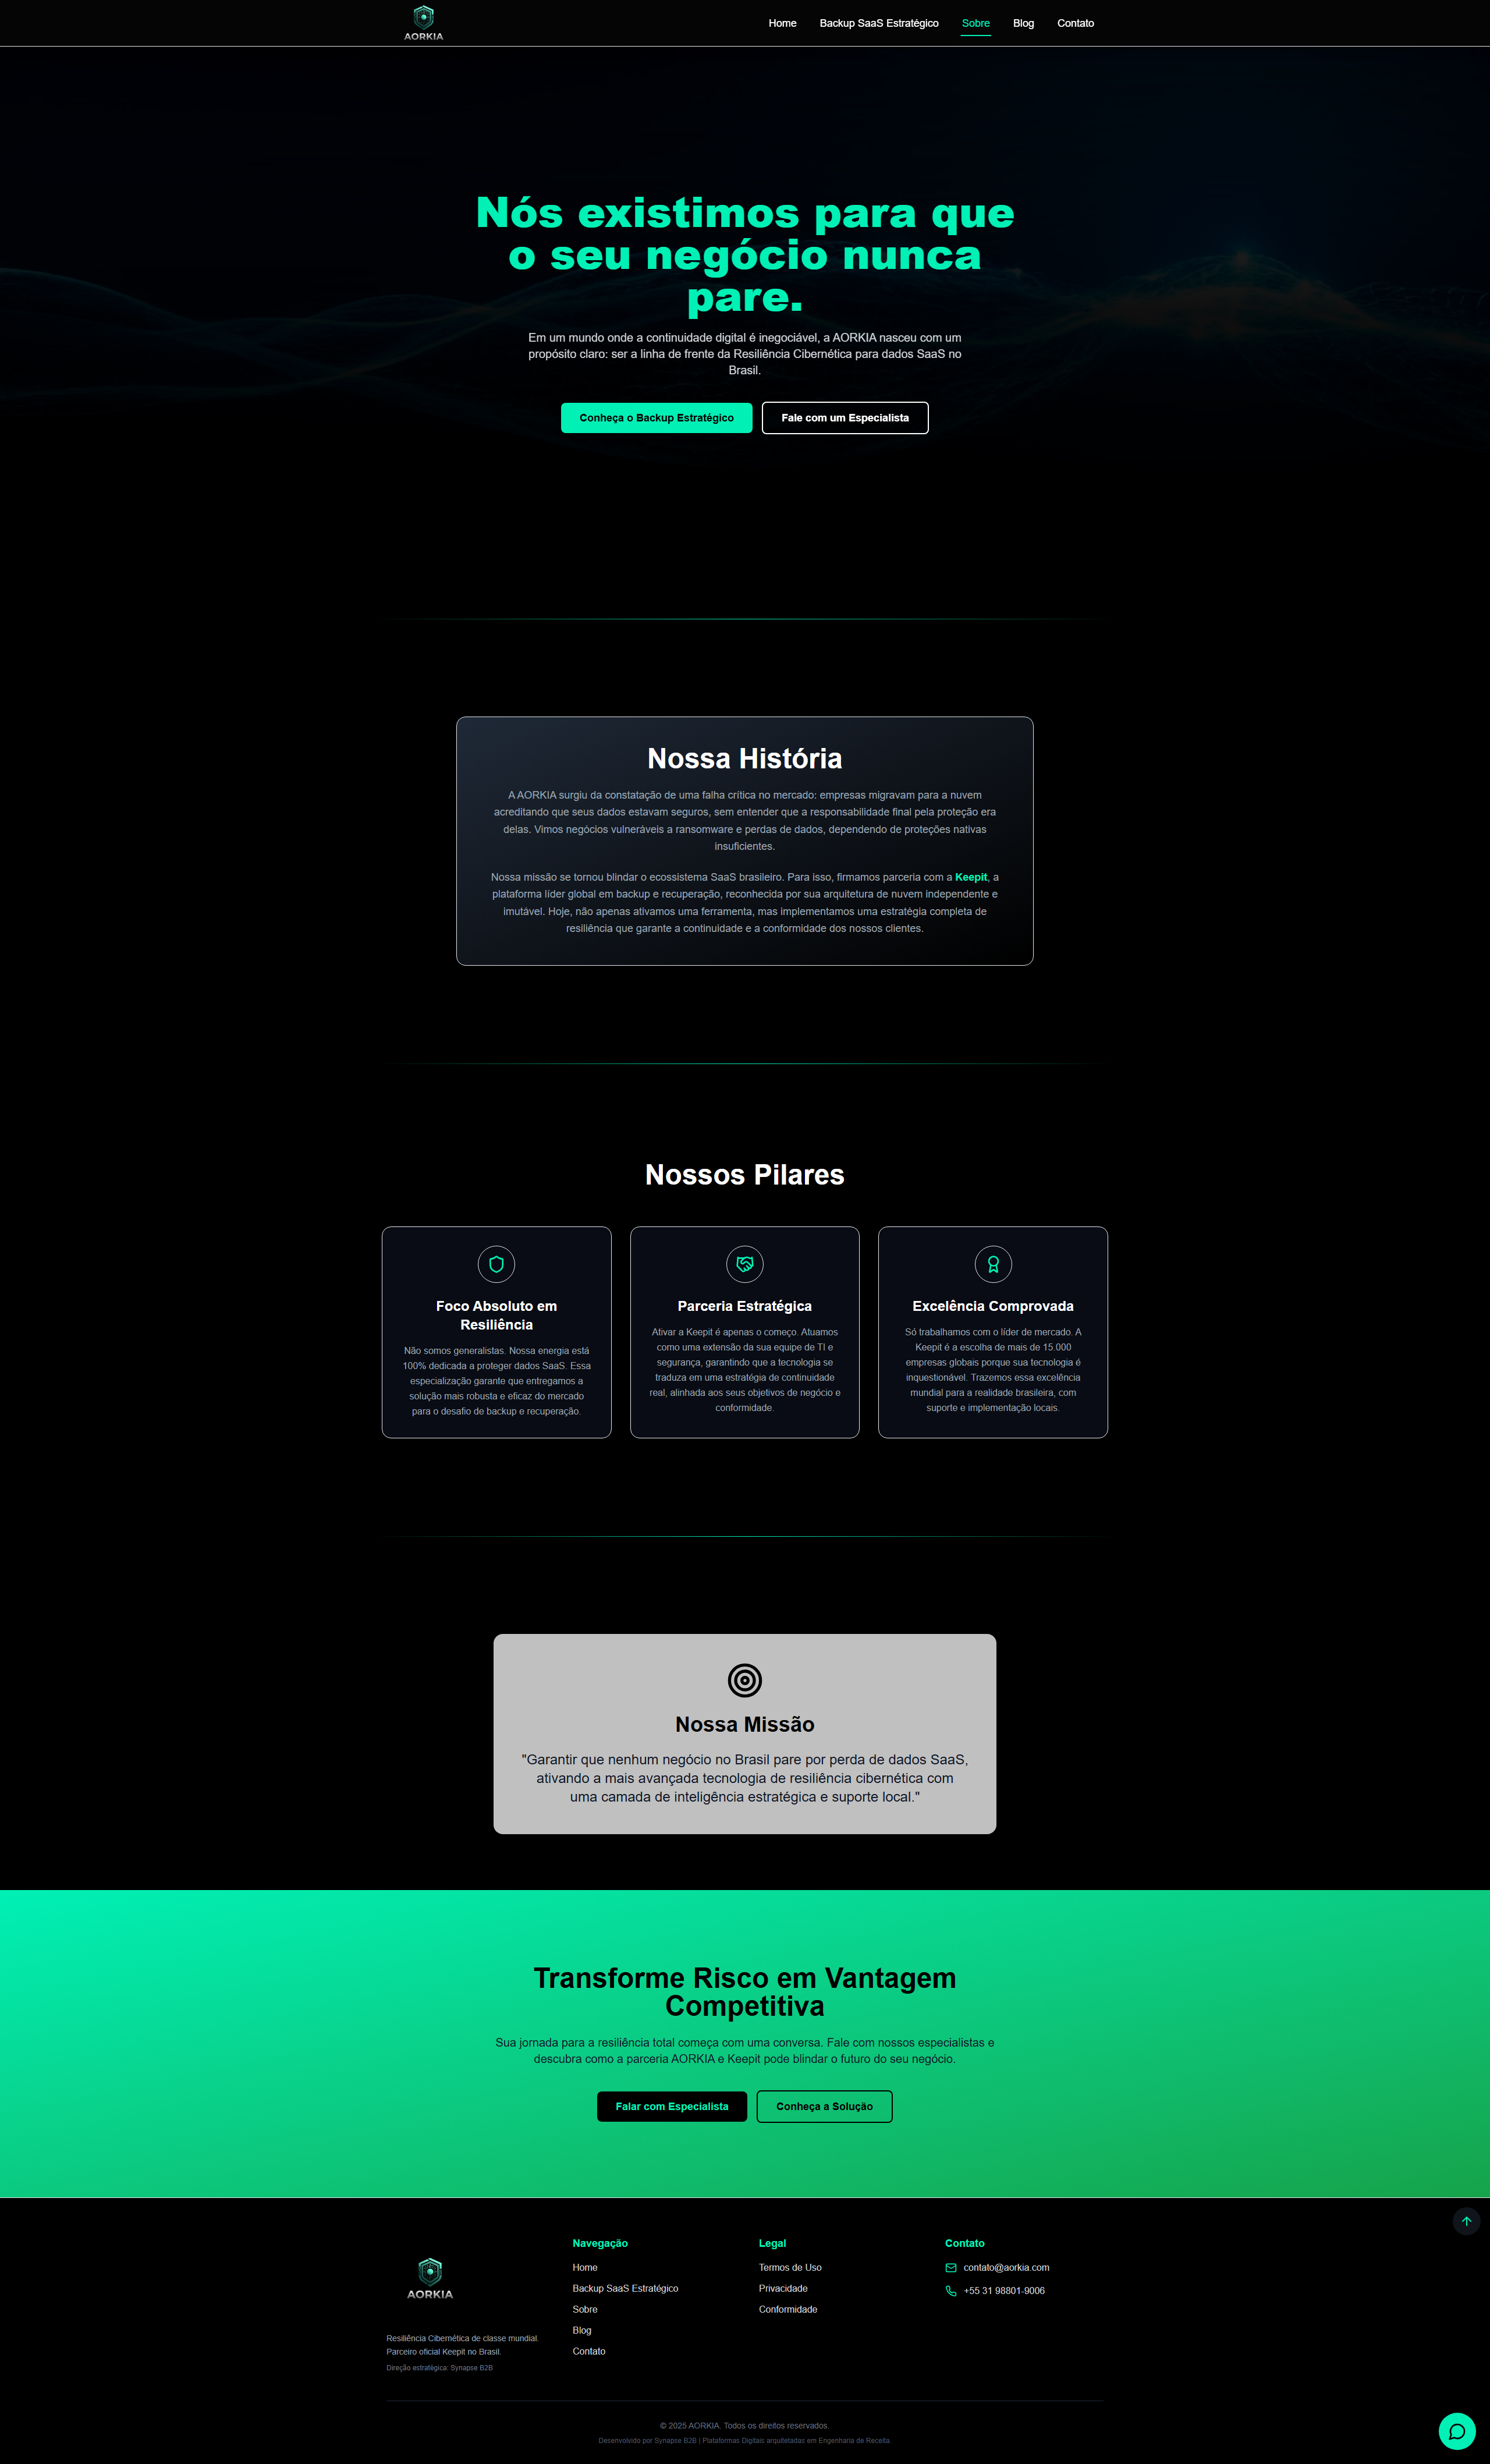 AORKIA
Home Backup SaaS Estratégico Sobre Blog Contato
Nós existimos para que
o seu negócio nunca
pare.
Em um mundo onde a continuidade digital é inegociável, a AORKIA nasceu com um
propósito claro: ser a linha de frente da Resiliência Cibernética para dados SaaS no
Brasil.
Conheça o Backup Estratégico
Fale com um Especialista
Nossa História
A AORKIA surgiu da constatação de uma falha crítica no mercado: empresas migravam para a nuvem
acreditando que seus dados estavam seguros, sem entender que a responsabilidade final pela proteção era
delas. Vimos negócios vulneráveis a ransomware e perdas de dados, dependendo de proteções nativas
insuficientes.
Nossa missão se tornou blindar o ecossistema SaaS brasileiro. Para isso, firmamos parceria com a Keepit, a
plataforma líder global em backup e recuperação, reconhecida por sua arquitetura de nuvem independente e
imutável. Hoje, não apenas ativamos uma ferramenta, mas implementamos uma estratégia completa de
resiliência que garante a continuidade e a conformidade dos nossos clientes.
Nossos Pilares
Foco Absoluto em
Resiliência
Não somos generalistas. Nossa energia está
100% dedicada a proteger dados SaaS. Essa
especialização garante que entregamos a
solução mais robusta e eficaz do mercado
para o desafio de backup e recuperação.
Parceria Estratégica
Ativar a Keepit é apenas o começo. Atuamos
como uma extensão da sua equipe de TI e
segurança, garantindo que a tecnologia se
traduza em uma estratégia de continuidade
real, alinhada aos seus objetivos de negócio e
conformidade.
Excelência Comprovada
Só trabalhamos com o líder de mercado. A
Keepit é a escolha de mais de 15.000
empresas globais porque sua tecnologia é
inquestionável. Trazemos essa excelência
mundial para a realidade brasileira, com
suporte e implementação locais.
Nossa Missão
"Garantir que nenhum negócio no Brasil pare por perda de dados SaaS,
ativando a mais avançada tecnologia de resiliência cibernética com
uma camada de inteligência estratégica e suporte local."
Transforme Risco em Vantagem
Competitiva
Sua jornada para a resiliência total começa com uma conversa. Fale com nossos especialistas e
descubra como a parceria AORKIA e Keepit pode blindar o futuro do seu negócio.
Falar com Especialista
Conheça a Solução
AORKIA
Resiliência Cibernética de classe mundial.
Parceiro oficial Keepit no Brasil.
Direção estratégica: Synapse B2B
Navegação
Home
Backup SaaS Estratégico
Sobre
Blog
Contato
Legal
Termos de Uso
Privacidade
Conformidade
Contato
contato@aorkia.com
+55 31 98801-9006
© 2025 AORKIA. Todos os direitos reservados.
Desenvolvido por Synapse B2B | Plataformas Digitais arquitetadas em Engenharia de Receita.